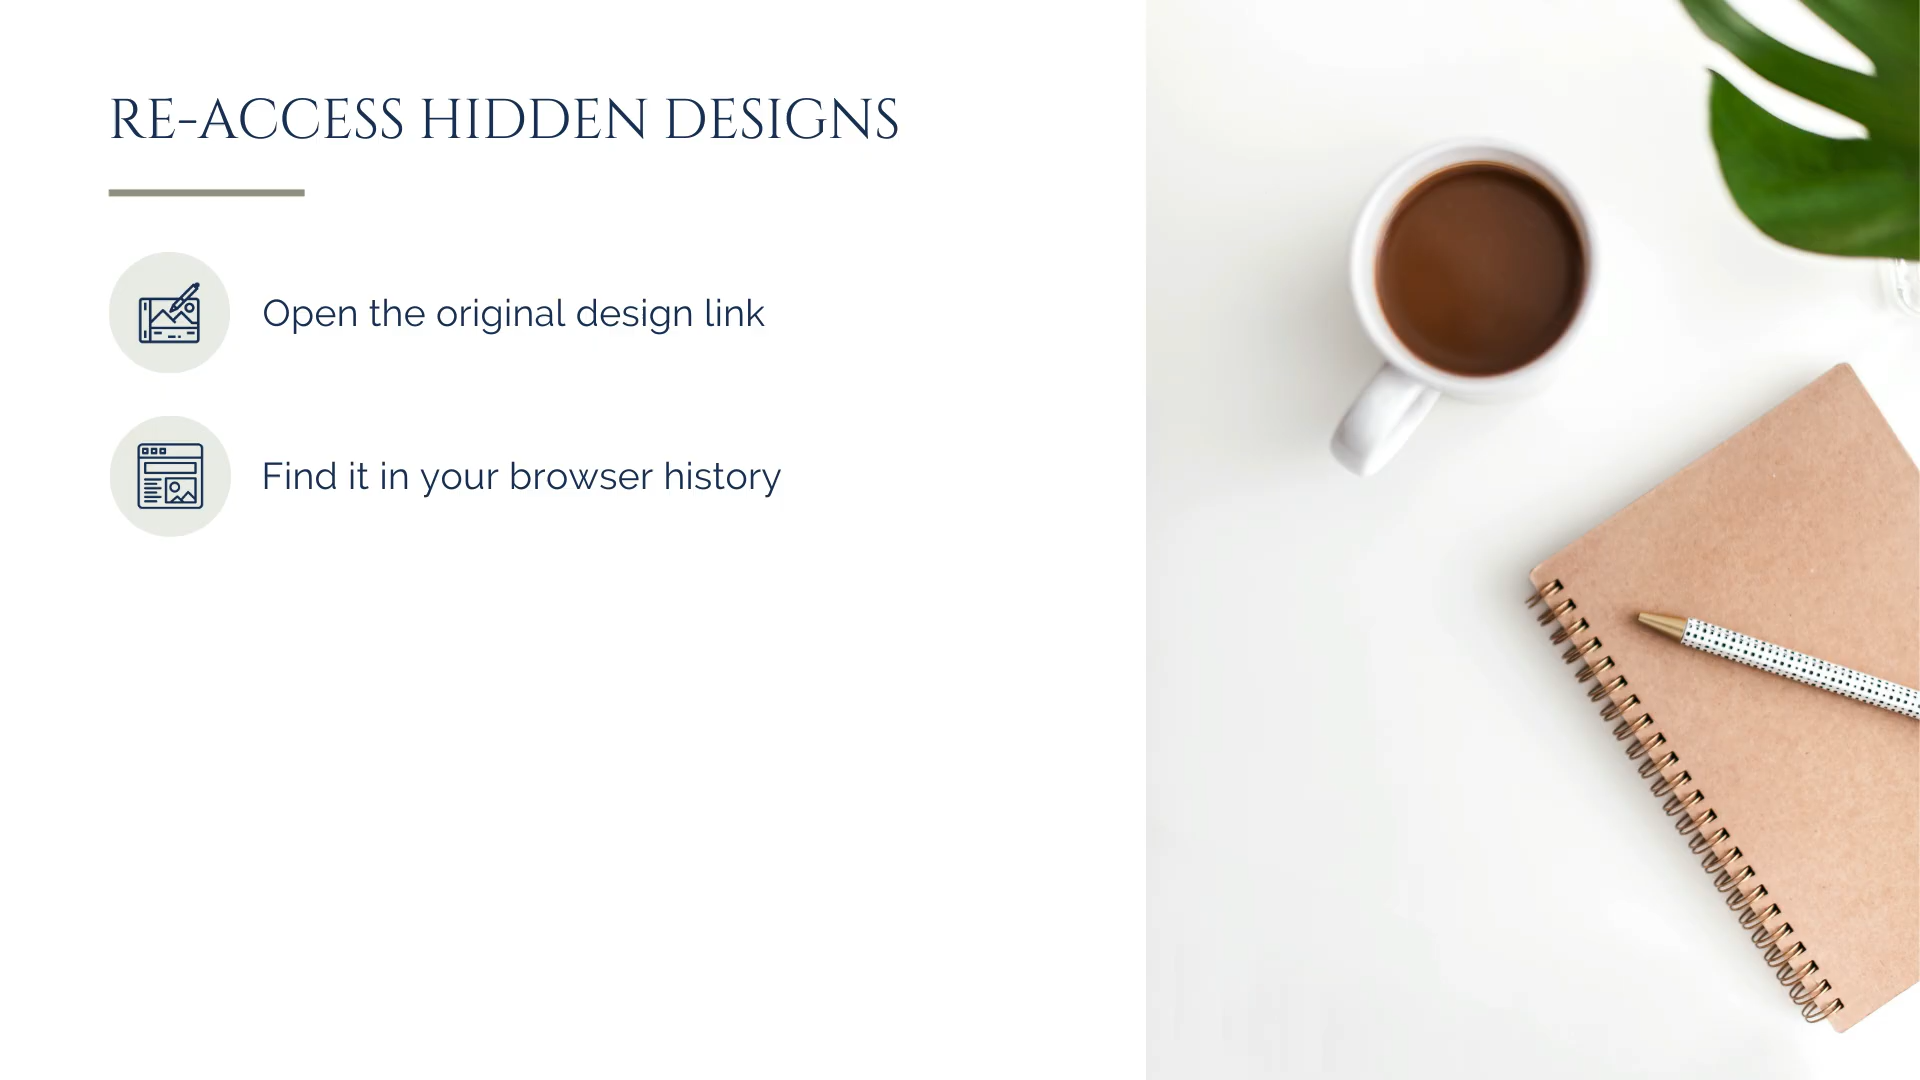 RE-ACCESS HIDDEN DESIGNS
Open the original design link
Find it in your browser history